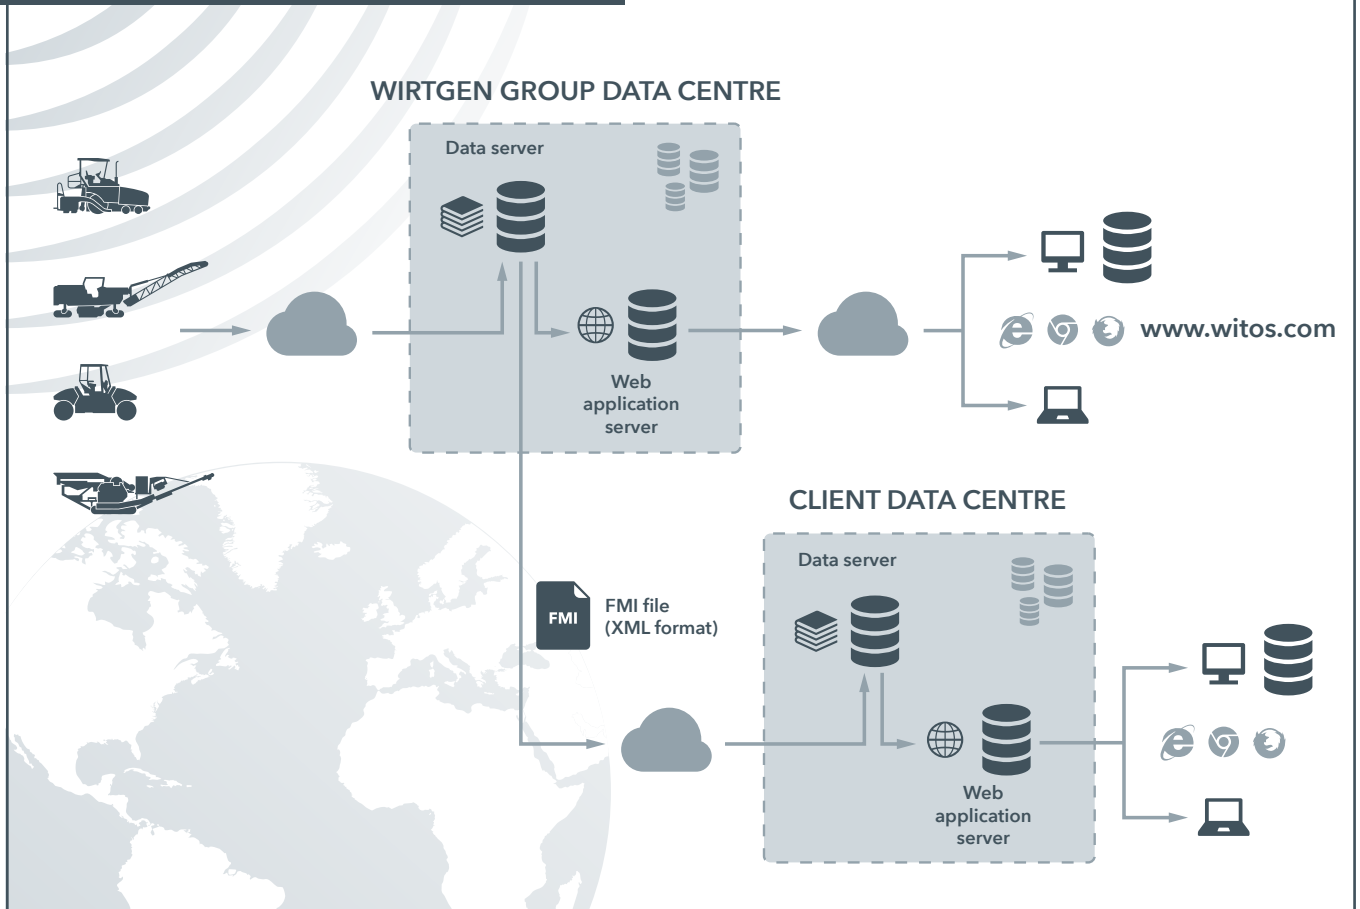 WIRTGEN GROUP DATA CENTRE
Data server
Web
application
server
www.witos.com
CLIENT DATA CENTRE
Data server
FMI
FMI file
(XML format)
Web
application
server